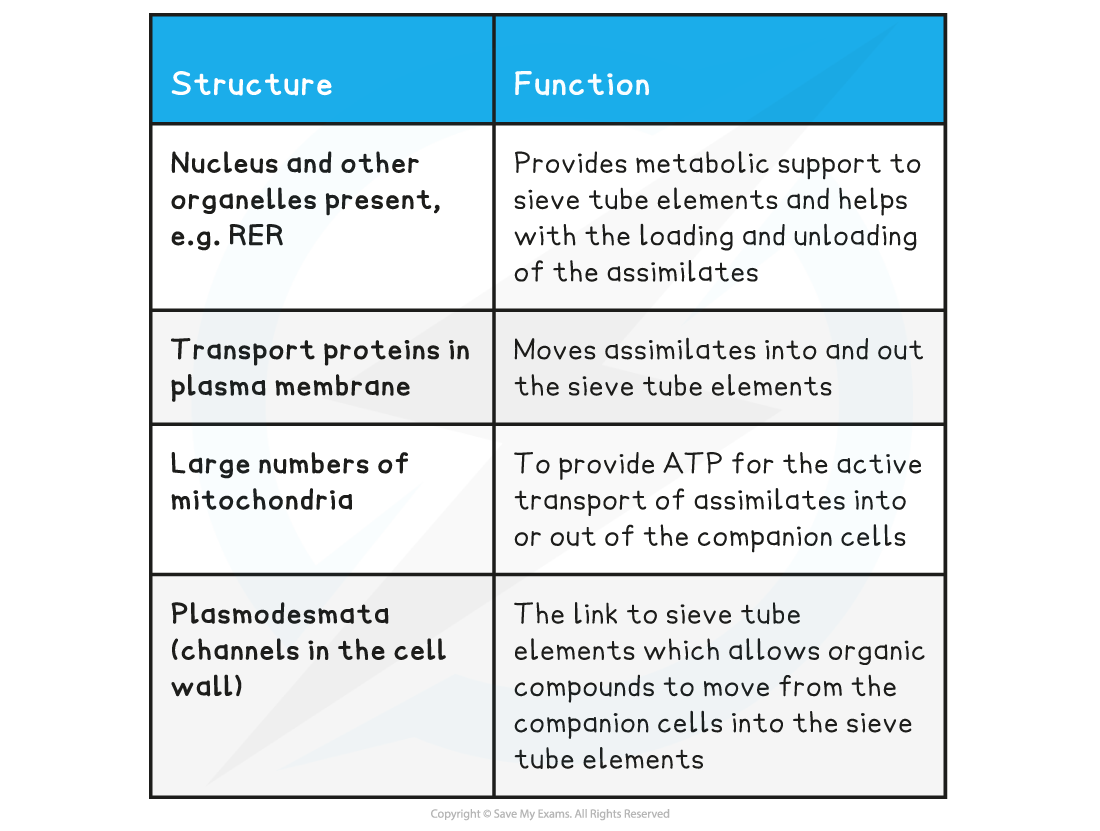 Structure
Function
Nucleus and other
organelles present,
e.g. RER
Provides metabolic support to
sieve tube elements and helps
with the loading and unloading
of the assimilates
Transport proteins in
plasma membrane
Moves assimilates into and out
the sieve tube elements
Large numbers of
mitochondria
To provide ATP for the active
transport of assimilates into
or out of the companion cells
Plasmodesmata
(channels in the cell
wall)
The link to sieve tube
elements which allows organic
compounds to move from the
companion cells into the sieve
tube elements
Copyright © Save My Exams. All Rights Reserved